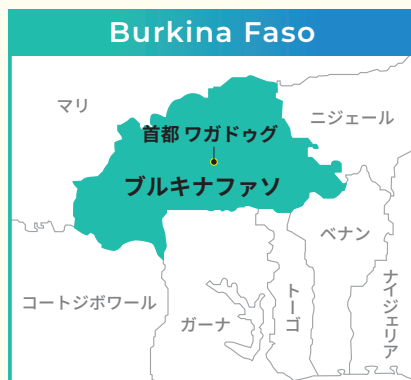 Burkina Faso
マリ
ニジェール
首都 ワガドゥグ
ブルキナファソ
ベナン
コートジボワール
ガーナ
トーゴ
ナイジェリア